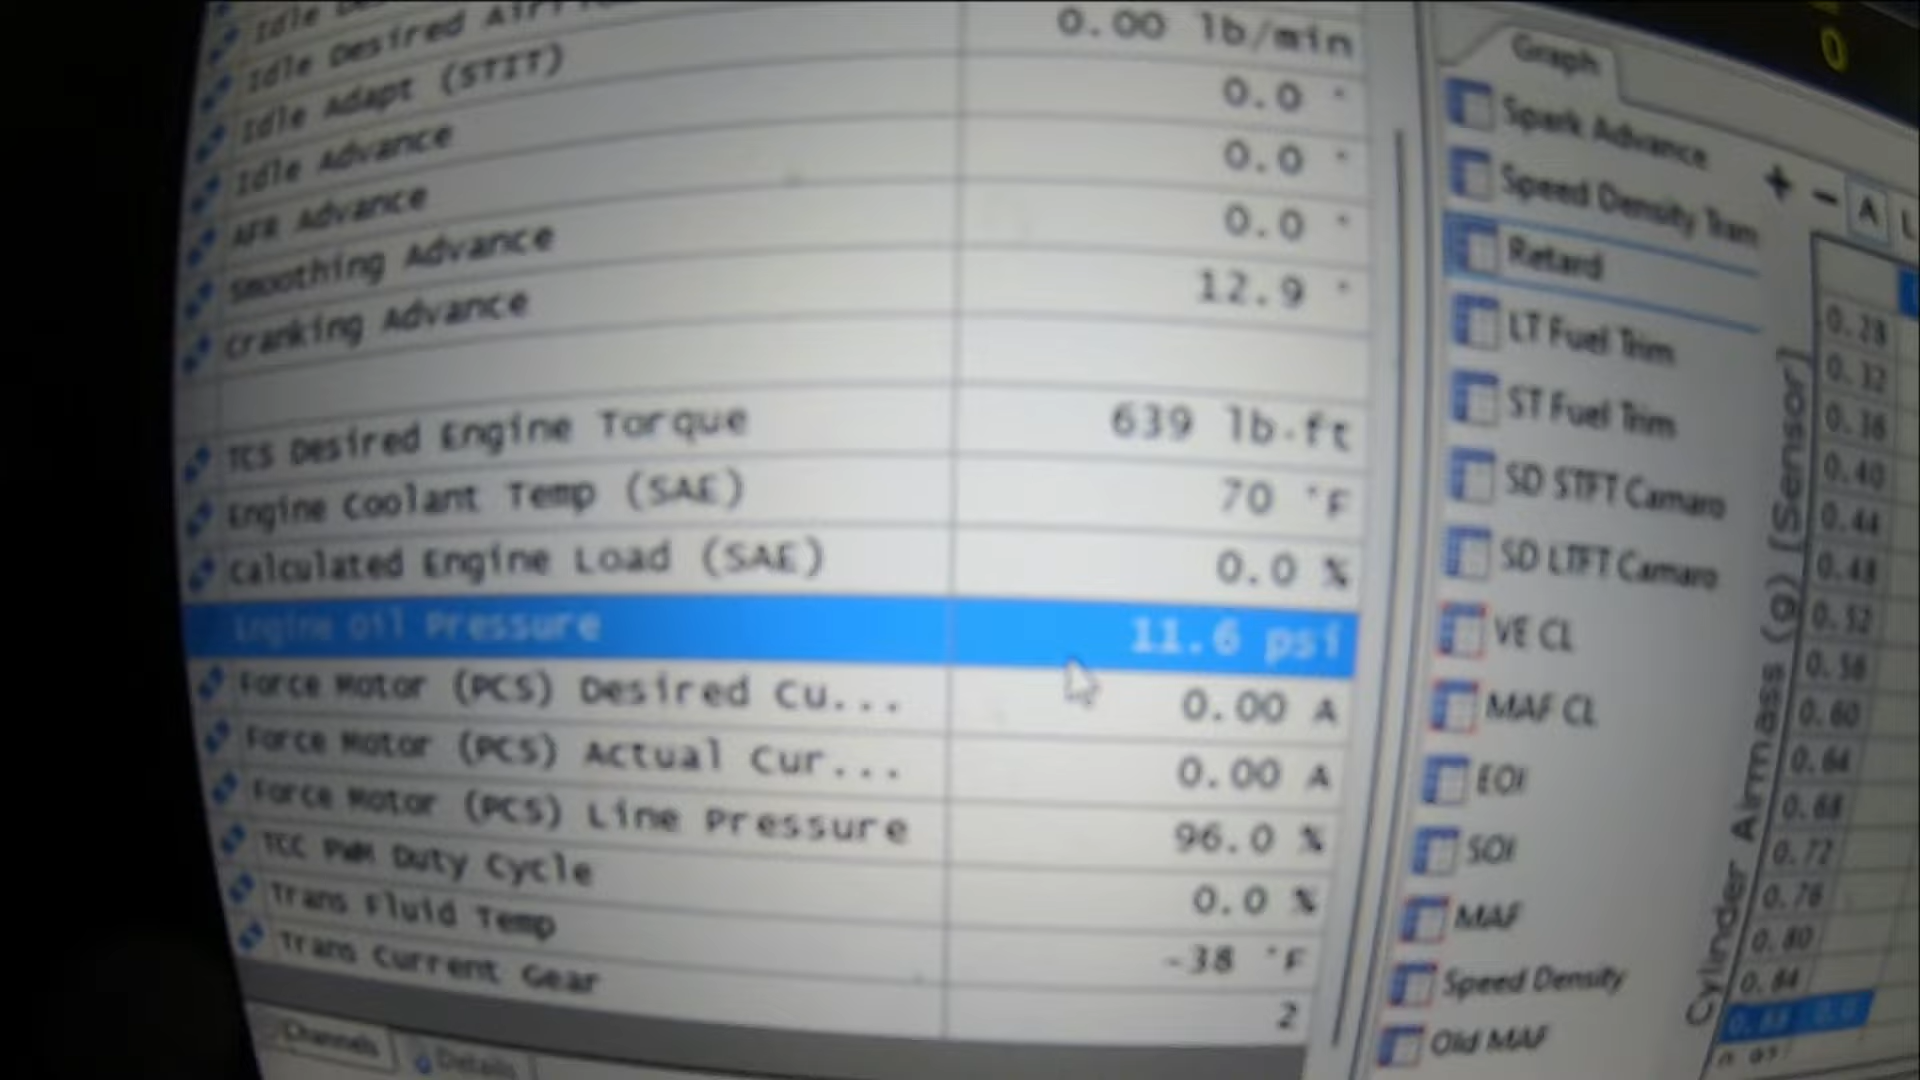 Idle Desired
0.00 lb/min
Idle Adapt (STIT)
0.0 °
Idle Advance
0.0 °
AFR Advance
0.0 °
Smoothing Advance
12.9 °
Cranking Advance
TCS Desired Engine Torque
639 lb·ft
Engine Coolant Temp (SAE)
70 °F
Calculated Engine Load (SAE)
0.0 %
Engine Oil Pressure
11.6 psi
Force Motor (PCS) Desired Cu...
0.00 A
Force Motor (PCS) Actual Cur...
0.00 A
Force Motor (PCS) Line Pressure
96.0 %
TCC PWM Duty Cycle
0.0 %
Trans Fluid Temp
-38 °F
Trans Current Gear
2
Channels
Details
Graph
Spark Advance
Speed Density Tram
Retard
LT Fuel Trim
ST Fuel Trim
SD STFT Camaro
SD LTFT Camaro
VE CL
MAF CL
EOI
SOI
MAF
Speed Density
Old MAF
0
+ - A L
Cylinder Airmass (g) [Sensor]
0.28
0.32
0.36
0.40
0.44
0.48
0.52
0.56
0.60
0.64
0.68
0.72
0.76
0.80
0.84
0.88 0.0